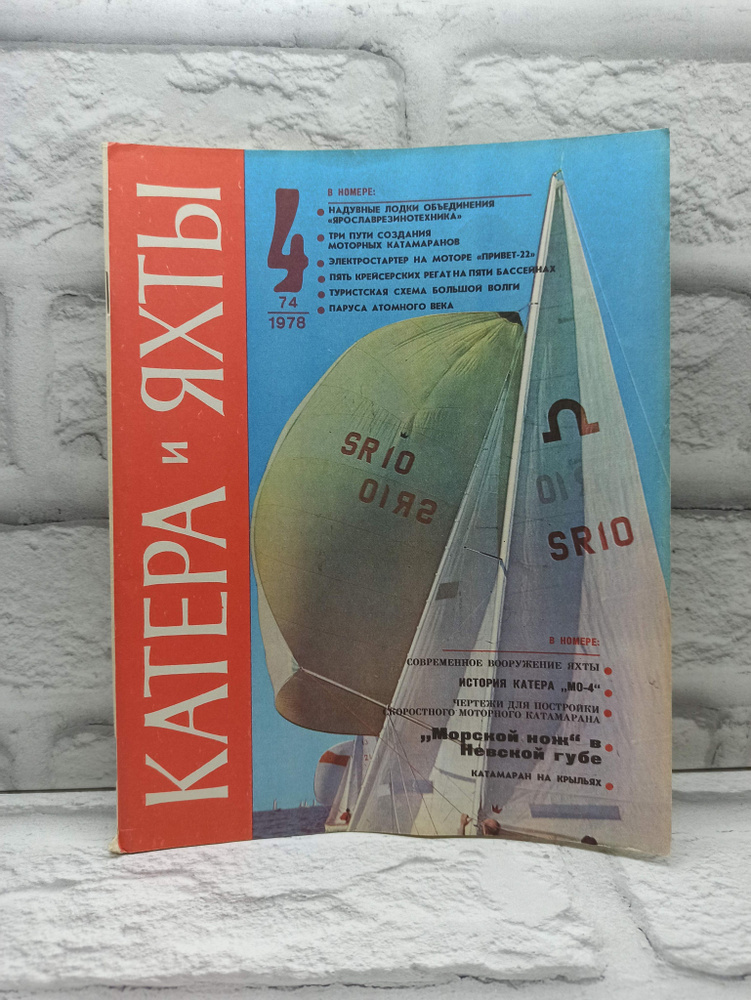 КАТЕРА и ЯХТЫ
4
74
1978
В НОМЕРЕ:
НАДУВНЫЕ ЛОДКИ ОБЪЕДИНЕНИЯ
«ЯРОСЛАВРЕЗИНОТЕХНИКА»
ТРИ ПУТИ СОЗДАНИЯ
МОТОРНЫХ КАТАМАРАНОВ
ЭЛЕКТРОСТАРТЕР НА МОТОРЕ «ПРИВЕТ-22»
ПЯТЬ КРЕЙСЕРСКИХ РЕГАТ НА ПЯТИ БАССЕЙНАХ
ТУРИСТСКАЯ СХЕМА БОЛЬШОЙ ВОЛГИ
ПАРУСА АТОМНОГО ВЕКА
SR10
SR10
SR10
SR10
В НОМЕРЕ:
СОВРЕМЕННОЕ ВООРУЖЕНИЕ ЯХТЫ
ИСТОРИЯ КАТЕРА „МО-4“
ЧЕРТЕЖИ ДЛЯ ПОСТРОЙКИ
СКОРОСТНОГО МОТОРНОГО КАТАМАРАНА
„Морской нож“ в
Невской губе
КАТАМАРАН НА КРЫЛЬЯХ